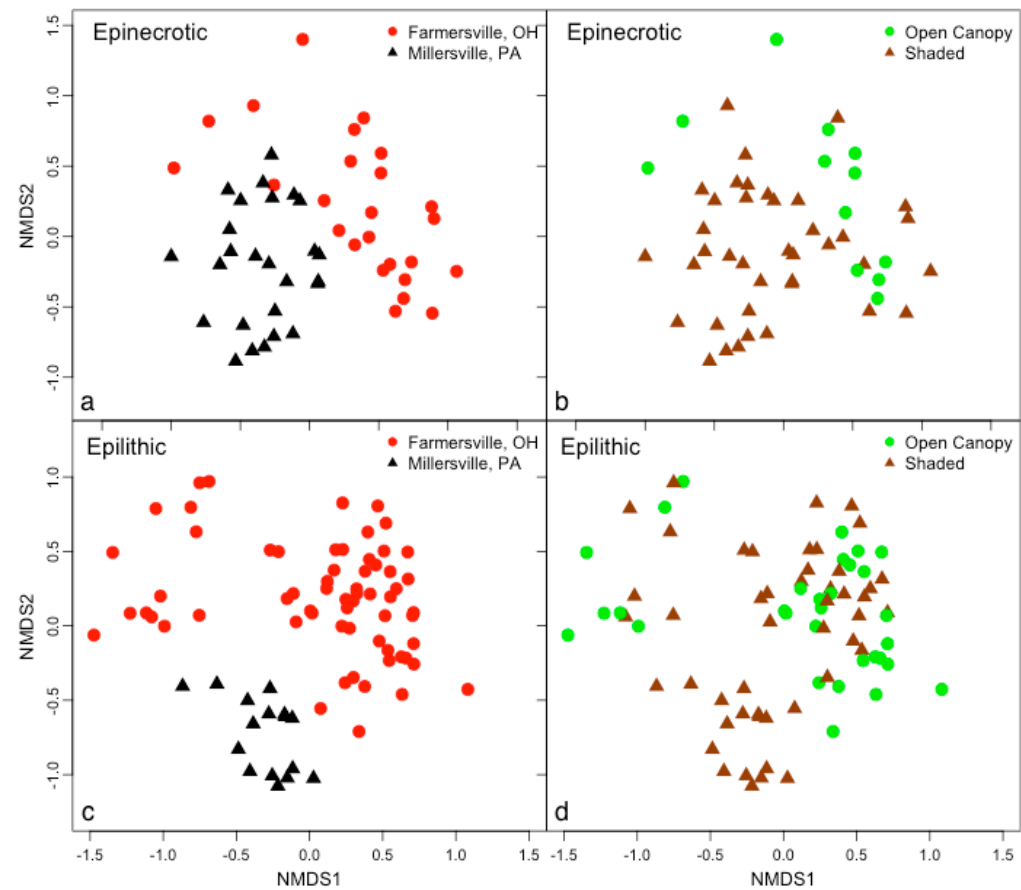 Epinecrotic
Farmersville, OH
Millersville, PA
Epinecrotic
Open Canopy
Shaded
1.5
1.0
0.5
0.0
-0.5
-1.0
NMDS2
a
b
Epilithic
Farmersville, OH
Millersville, PA
Epilithic
Open Canopy
Shaded
1.0
0.5
0.0
-0.5
-1.0
NMDS2
c
d
-1.5 -1.0 -0.5 0.0 0.5 1.0 1.5
-1.5 -1.0 -0.5 0.0 0.5 1.0 1.5
NMDS1
NMDS1